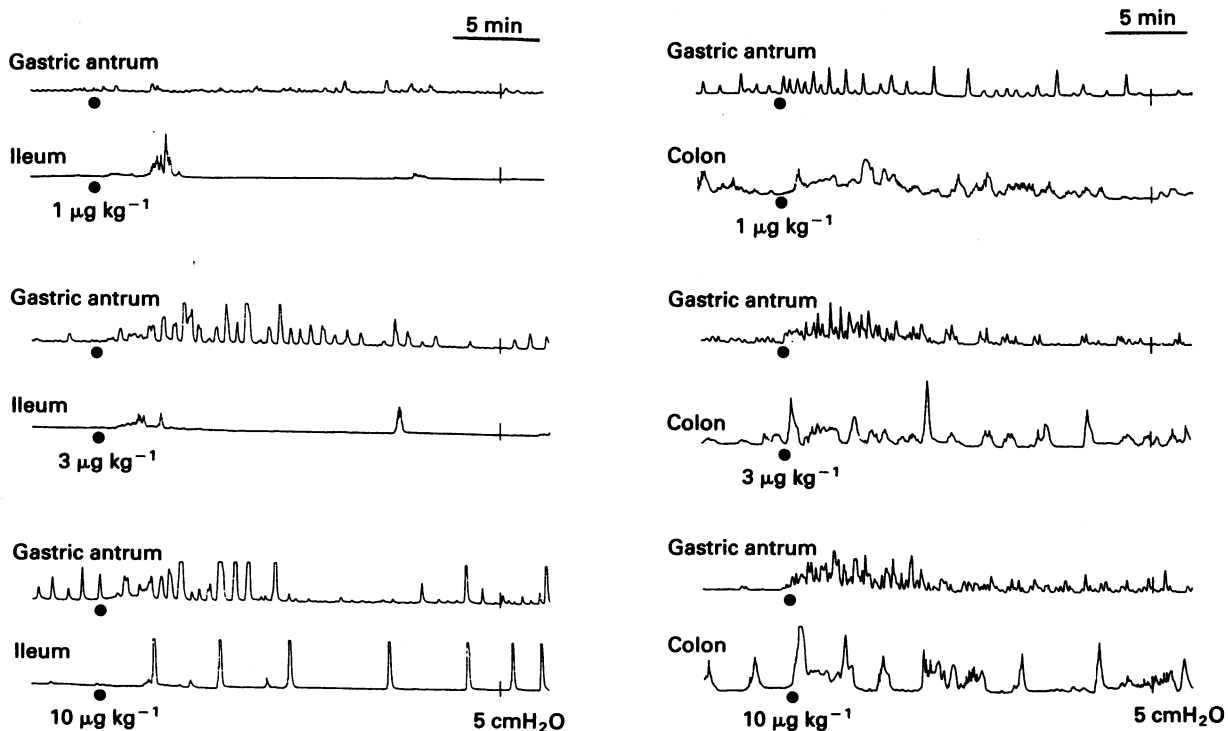 5 min
Gastric antrum
Ileum
1 μg kg⁻¹
Gastric antrum
Ileum
3 μg kg⁻¹
Gastric antrum
Ileum
10 μg kg⁻¹
5 cmH₂O
5 min
Gastric antrum
Colon
1 μg kg⁻¹
Gastric antrum
Colon
3 μg kg⁻¹
Gastric antrum
Colon
10 μg kg⁻¹
5 cmH₂O